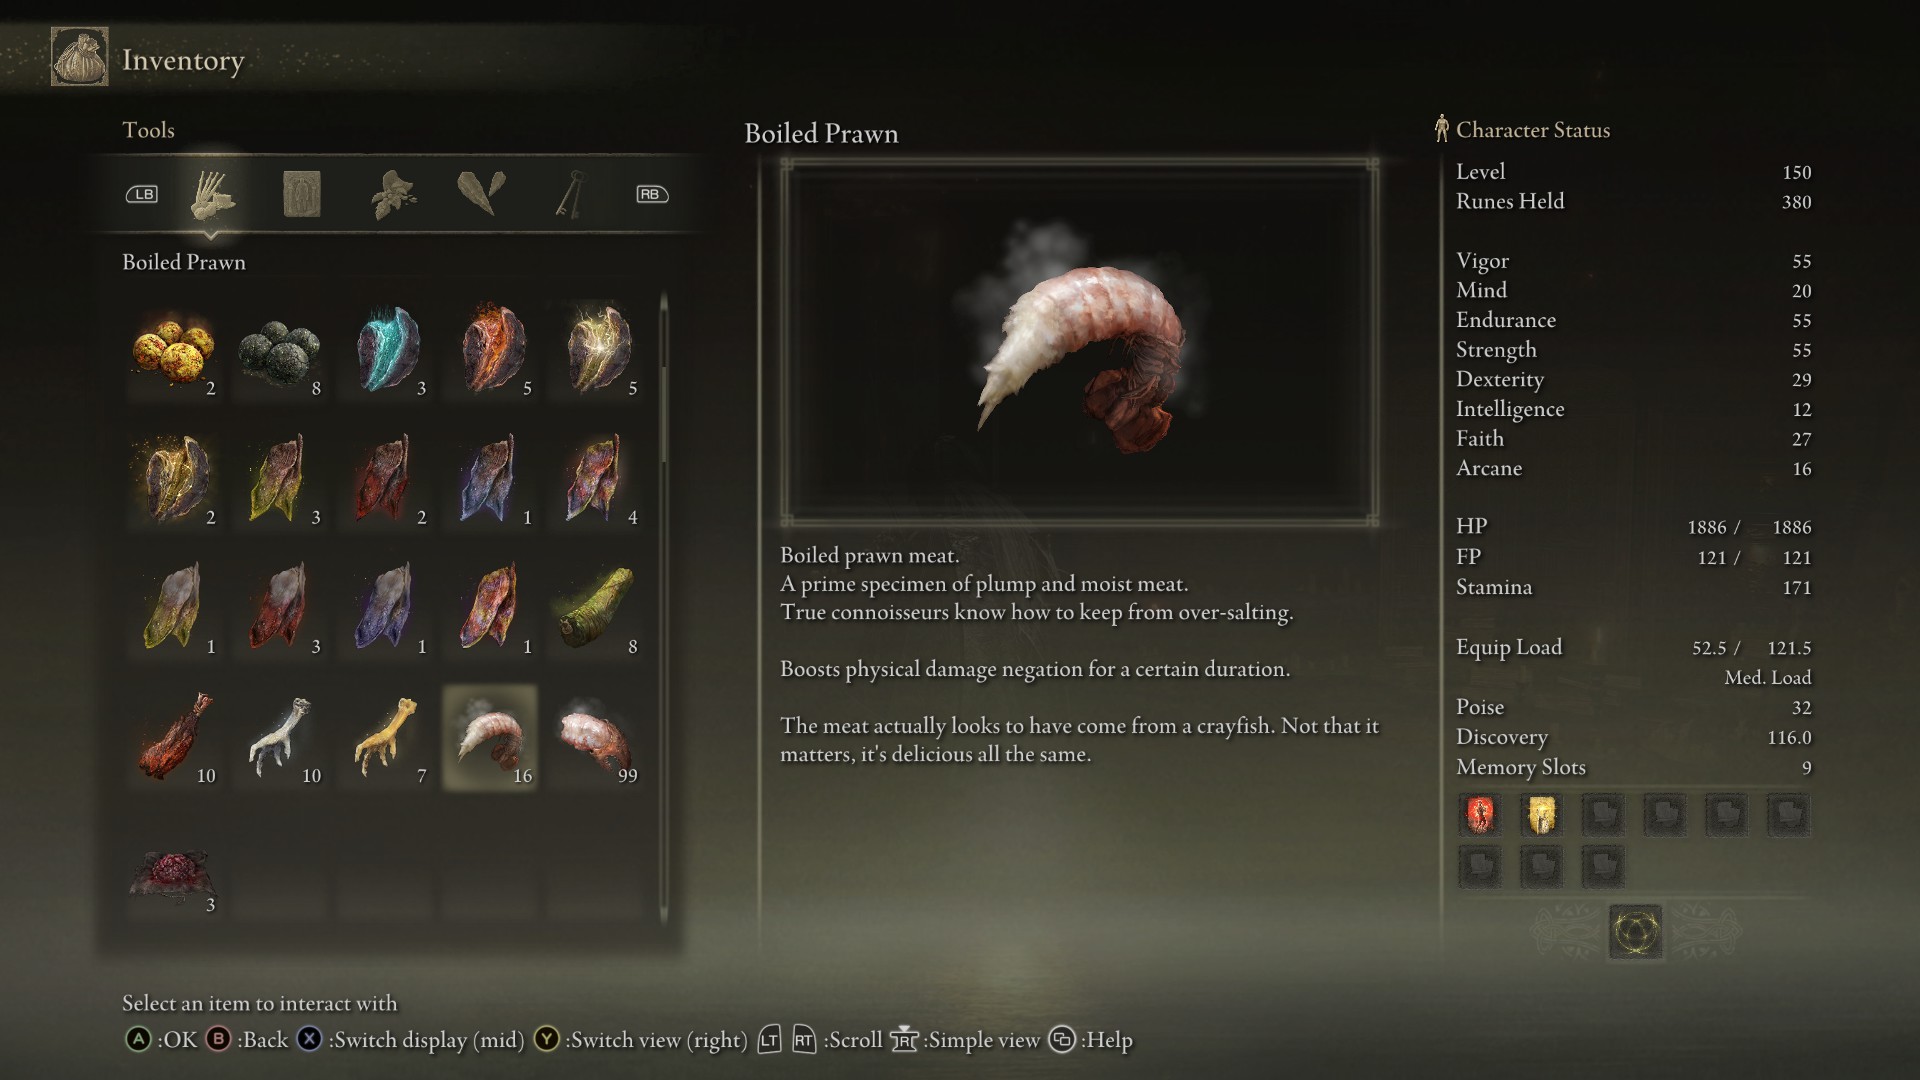 Inventory
Tools
LB
RB
Boiled Prawn
2 8 3 5 5
2 3 2 1 4
1 3 1 1 8
10 10 7 16 99
3
Boiled Prawn
Boiled prawn meat.
A prime specimen of plump and moist meat.
True connoisseurs know how to keep from over-salting.
Boosts physical damage negation for a certain duration.
The meat actually looks to have come from a crayfish. Not that it
matters, it's delicious all the same.
Character Status
Level 150
Runes Held 380
Vigor 55
Mind 20
Endurance 55
Strength 55
Dexterity 29
Intelligence 12
Faith 27
Arcane 16
HP 1886 / 1886
FP 121 / 121
Stamina 171
Equip Load 52.5 / 121.5
Med. Load
Poise 32
Discovery 116.0
Memory Slots 9
Select an item to interact with
A :OK B :Back X :Switch display (mid) Y :Switch view (right) LT RT :Scroll R :Simple view :Help